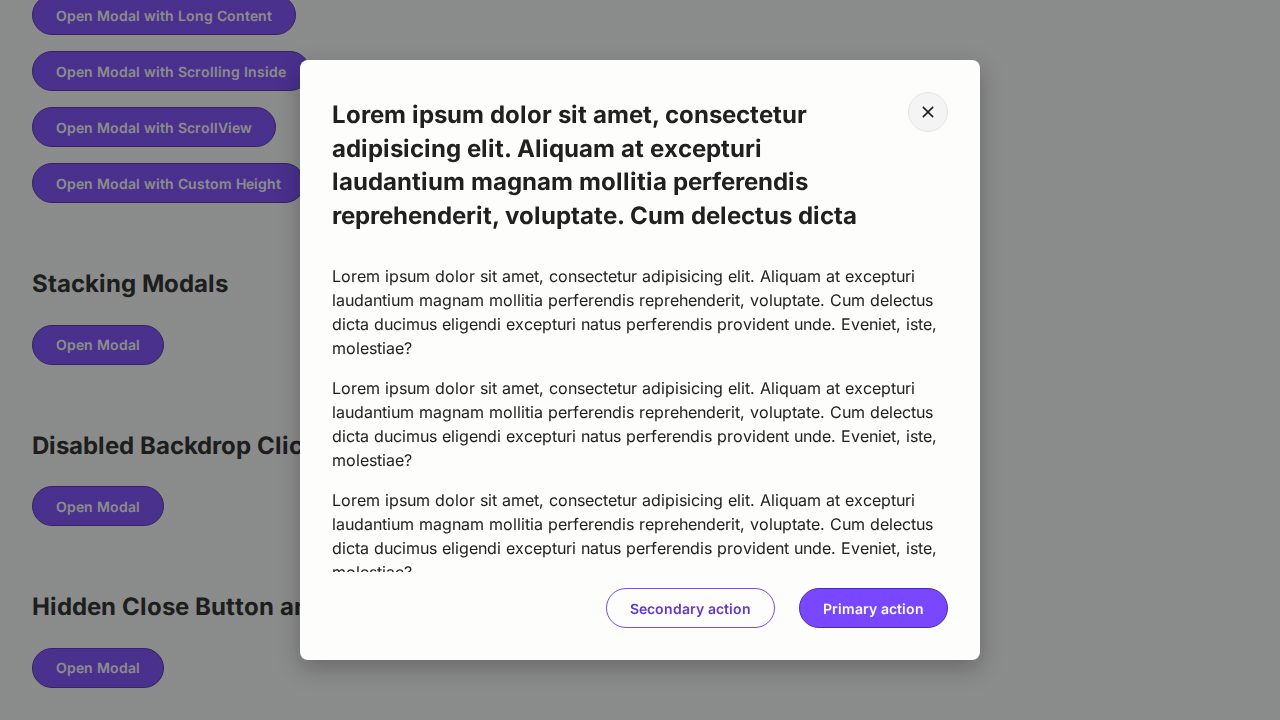 Open Modal with Long Content
Open Modal with Scrolling Inside
Open Modal with ScrollView
Open Modal with Custom Height
Stacking Modals
Open Modal
Disabled Backdrop Clic
Open Modal
Hidden Close Button an
Open Modal
Lorem ipsum dolor sit amet, consectetur
adipisicing elit. Aliquam at excepturi
laudantium magnam mollitia perferendis
reprehenderit, voluptate. Cum delectus dicta
Lorem ipsum dolor sit amet, consectetur adipisicing elit. Aliquam at excepturi
laudantium magnam mollitia perferendis reprehenderit, voluptate. Cum delectus
dicta ducimus eligendi excepturi natus perferendis provident unde. Eveniet, iste,
molestiae?
Lorem ipsum dolor sit amet, consectetur adipisicing elit. Aliquam at excepturi
laudantium magnam mollitia perferendis reprehenderit, voluptate. Cum delectus
dicta ducimus eligendi excepturi natus perferendis provident unde. Eveniet, iste,
molestiae?
Lorem ipsum dolor sit amet, consectetur adipisicing elit. Aliquam at excepturi
laudantium magnam mollitia perferendis reprehenderit, voluptate. Cum delectus
dicta ducimus eligendi excepturi natus perferendis provident unde. Eveniet, iste,
molestiae?
Secondary action
Primary action